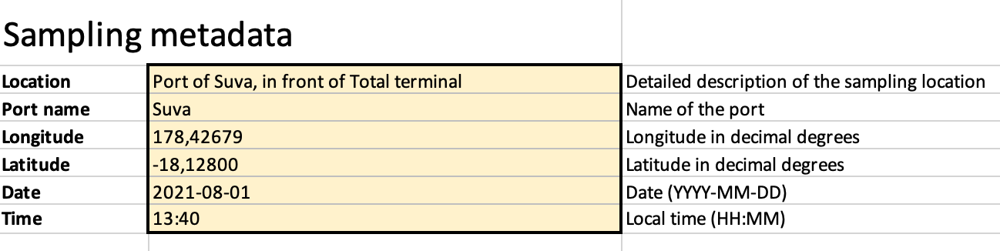 Sampling metadata
Location Port of Suva, in front of Total terminal Detailed description of the sampling location
Port name Suva Name of the port
Longitude 178,42679 Longitude in decimal degrees
Latitude -18,12800 Latitude in decimal degrees
Date 2021-08-01 Date (YYYY-MM-DD)
Time 13:40 Local time (HH:MM)